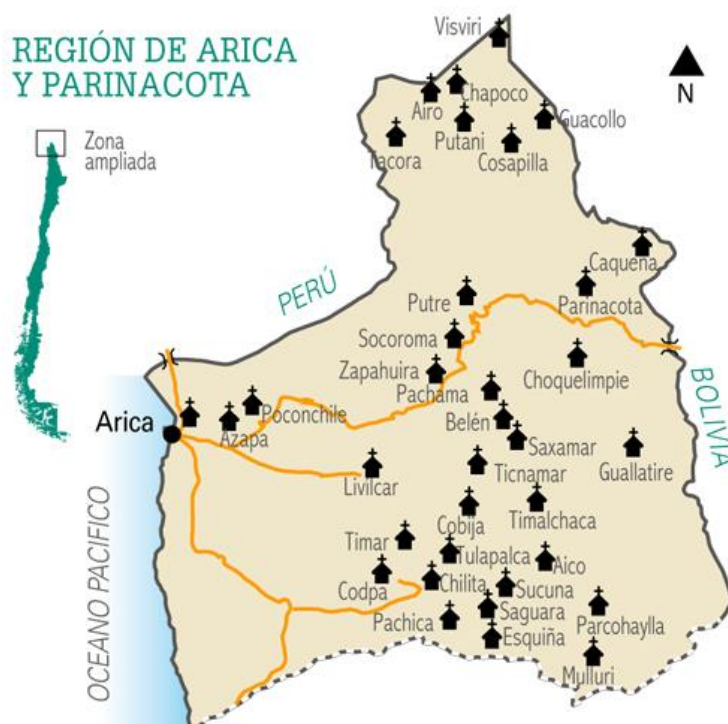 REGIÓN DE ARICA
Y PARINACOTA
Zona
ampliada
N
Visviri
Chapoco
Airo
Guacollo
Putani
Tacora
Cosapilla
Caquena
PERÚ
Parinacota
Putre
Socoroma
Zapahuira
Choquelimpie
Pachama
BOLIVIA
Poconchile
Arica
Azapa
Belén
Saxamar
Guallatire
Ticnamar
Livilcar
Cobija
Timalchaca
OCEANO PACIFICO
Timar
Tulapalca
Aico
Codpa
Chilita
Sucuna
Saguara
Pachica
Parcohaylla
Esquiña
Mulluri